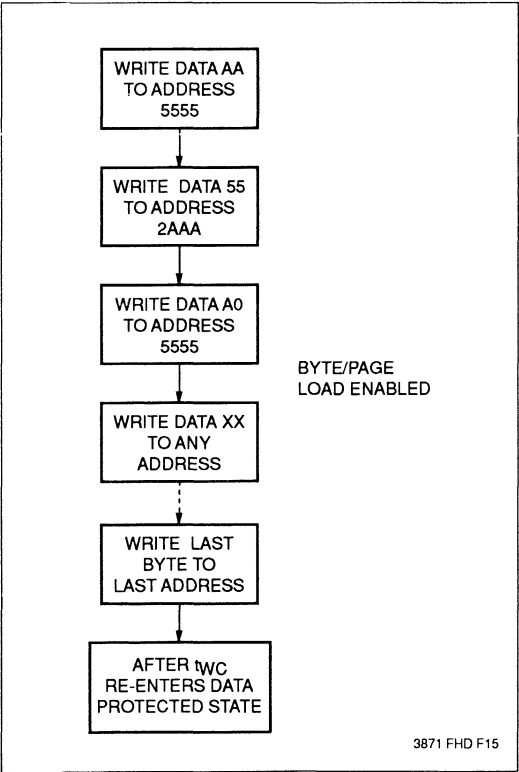 WRITE DATA AA
TO ADDRESS
5555
WRITE DATA 55
TO ADDRESS
2AAA
WRITE DATA A0
TO ADDRESS
5555
BYTE/PAGE
LOAD ENABLED
WRITE DATA XX
TO ANY
ADDRESS
WRITE LAST
BYTE TO
LAST ADDRESS
AFTER tWC
RE-ENTERS DATA
PROTECTED STATE
3871 FHD F15